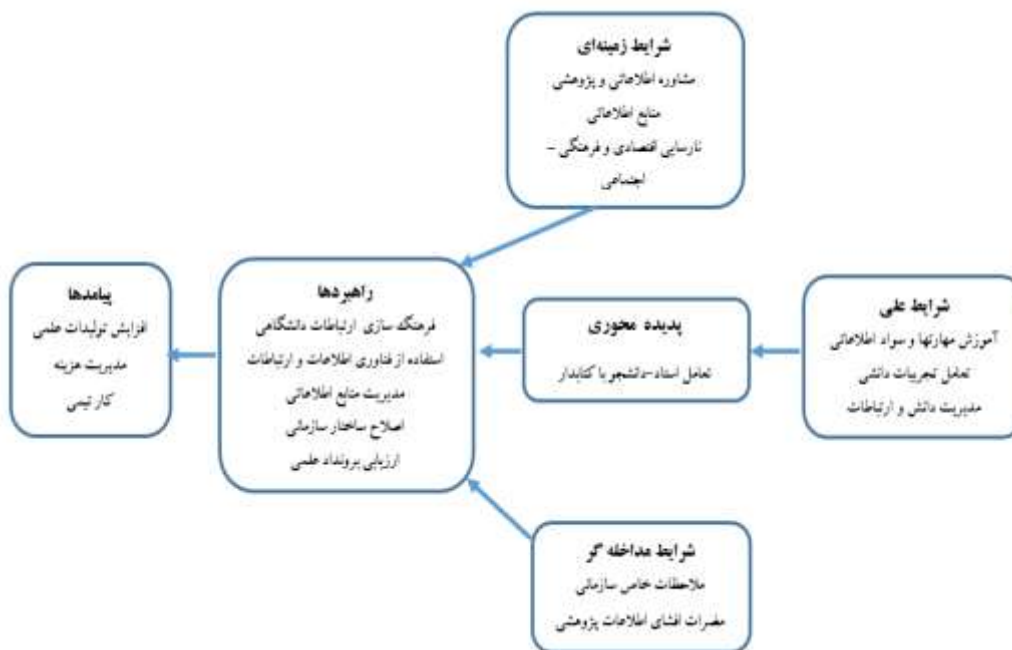 شرایط زمینه‌ای
مشاوره اطلاعاتی و پژوهشی
منابع اطلاعاتی
نارسایی اقتصادی و فرهنگی –
اجتماعی
شرایط علی
آموزش مهارتها و سواد اطلاعاتی
تعامل تجربیات دانشی
مدیریت دانش و ارتباطات
پدیده محوری
تعامل استاد-دانشجو با کتابدار
راهبردها
فرهنگ سازی ارتباطات دانشگاهی
استفاده از فناوری اطلاعات و ارتباطات
مدیریت منابع اطلاعاتی
اصلاح ساختار سازمانی
ارزیابی برونداد علمی
پیامدها
افزایش تولیدات علمی
مدیریت هزینه
کار تیمی
شرایط مداخله گر
ملاحظات خاص سازمانی
مضرات افشای اطلاعات پژوهشی